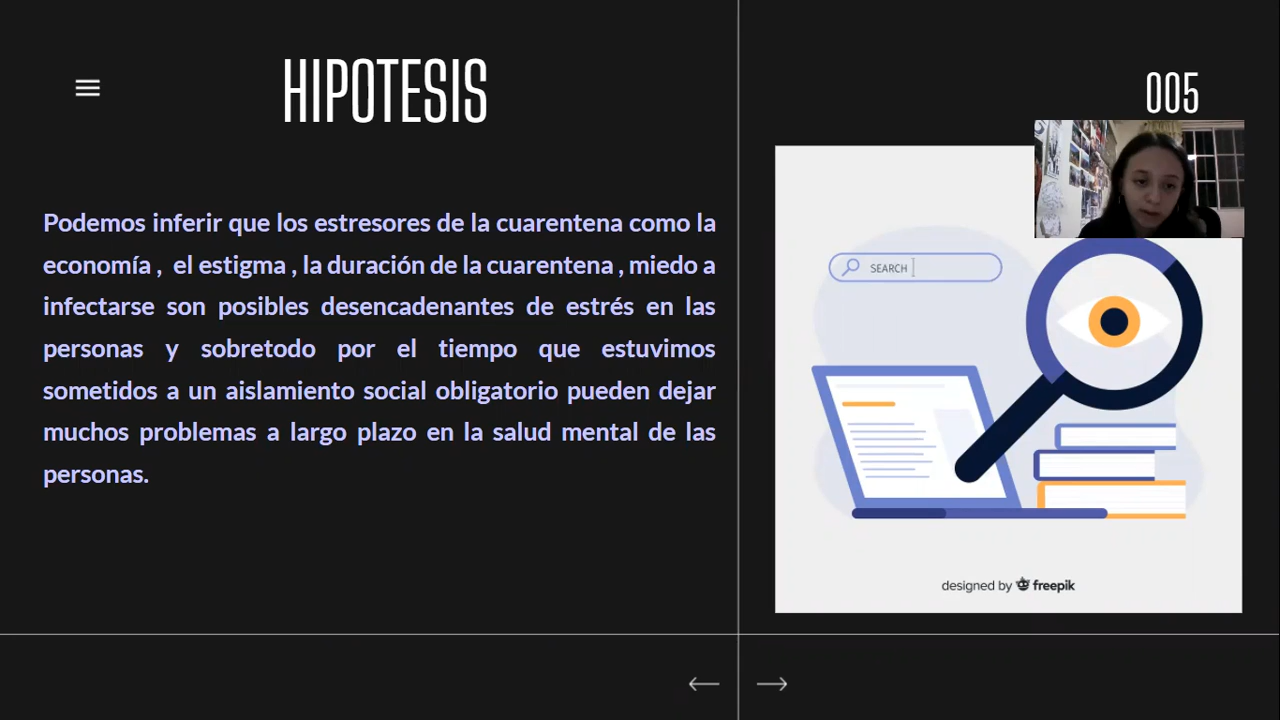 HIPOTESIS
005
Podemos inferir que los estresores de la cuarentena como la
economía , el estigma , la duración de la cuarentena , miedo a
infectarse son posibles desencadenantes de estrés en las
personas y sobretodo por el tiempo que estuvimos
sometidos a un aislamiento social obligatorio pueden dejar
muchos problemas a largo plazo en la salud mental de las
personas.
SEARCH
designed by freepik